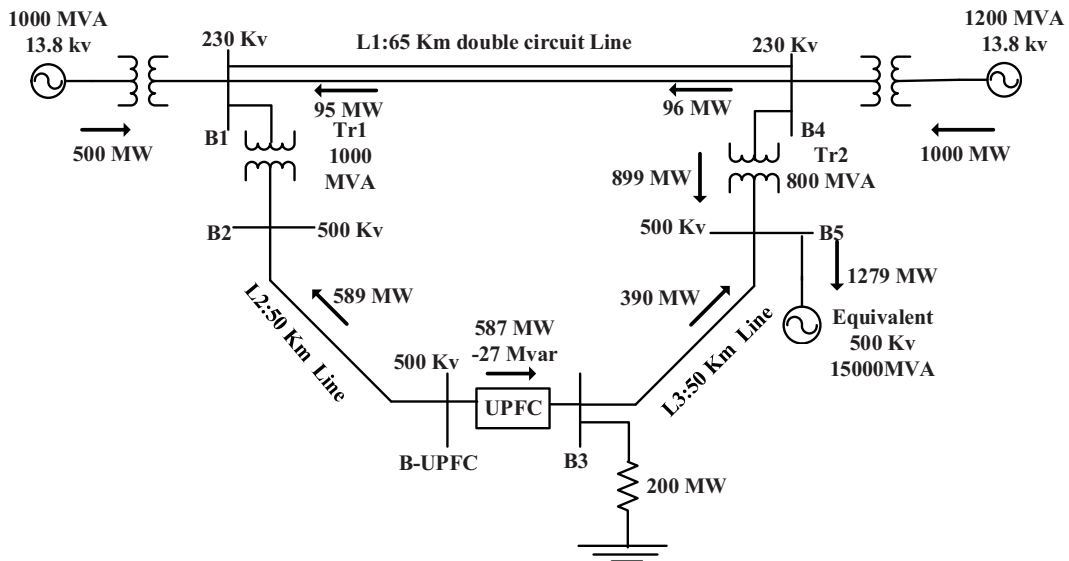 1000 MVA
13.8 kv
230 Kv
L1:65 Km double circuit Line
230 Kv
1200 MVA
13.8 kv
95 MW
96 MW
500 MW
B1
Tr1
1000
MVA
B4
Tr2
800 MVA
1000 MW
899 MW
B2
500 Kv
500 Kv
B5
1279 MW
L2:50 Km Line
589 MW
390 MW
L3:50 Km Line
Equivalent
500 Kv
15000MVA
587 MW
-27 Mvar
500 Kv
UPFC
B-UPFC
B3
200 MW